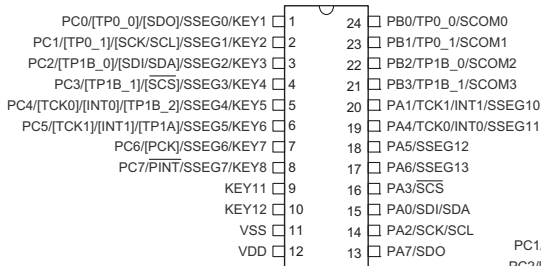 PC0/[TP0_0]/[SDO]/SSEG0/KEY1 1 24 PB0/TP0_0/SCOM0
PC1/[TP0_1]/[SCK/SCL]/SSEG1/KEY2 2 23 PB1/TP0_1/SCOM1
PC2/[TP1B_0]/[SDI/SDA]/SSEG2/KEY3 3 22 PB2/TP1B_0/SCOM2
PC3/[TP1B_1]/[SCS]/SSEG3/KEY4 4 21 PB3/TP1B_1/SCOM3
PC4/[TCK0]/[INT0]/[TP1B_2]/SSEG4/KEY5 5 20 PA1/TCK1/INT1/SSEG10
PC5/[TCK1]/[INT1]/[TP1A]/SSEG5/KEY6 6 19 PA4/TCK0/INT0/SSEG11
PC6/[PCK]/SSEG6/KEY7 7 18 PA5/SSEG12
PC7/PINT/SSEG7/KEY8 8 17 PA6/SSEG13
KEY11 9 16 PA3/SCS
KEY12 10 15 PA0/SDI/SDA
VSS 11 14 PA2/SCK/SCL
VDD 12 13 PA7/SDO
PC1/